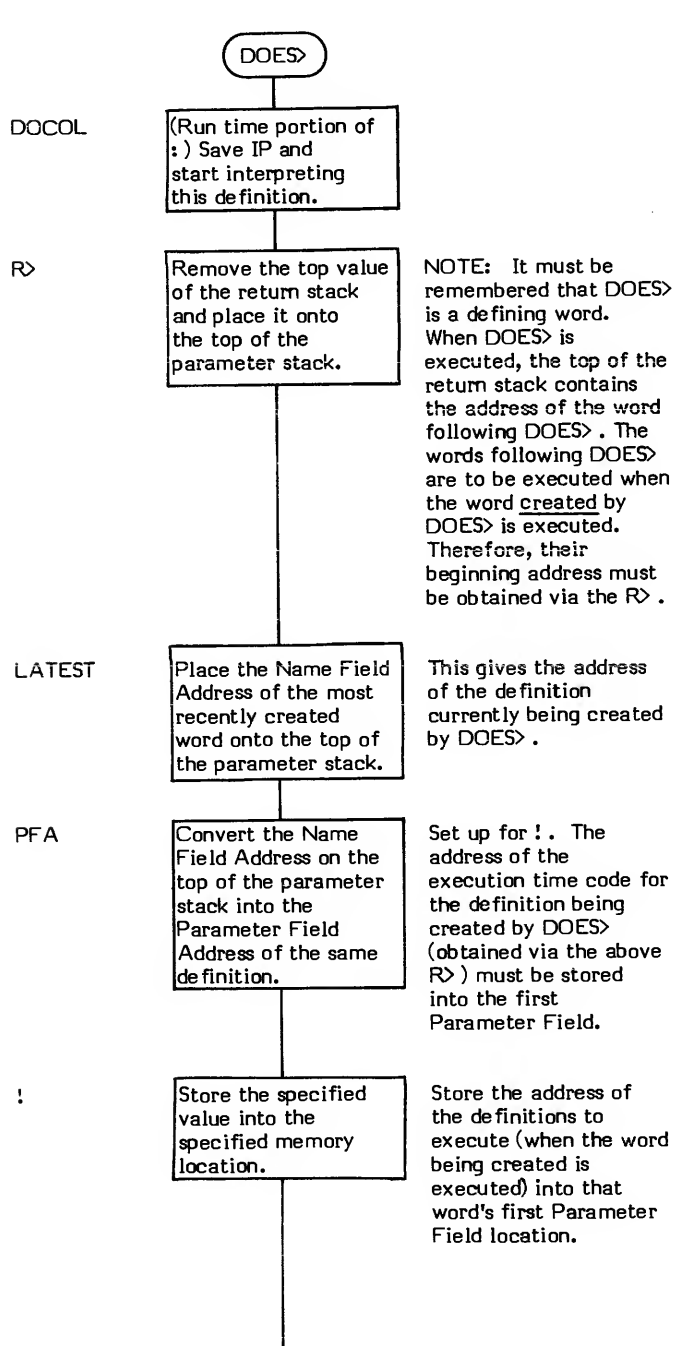 DOES>
DOCOL
(Run time portion of
: ) Save IP and
start interpreting
this definition.
R>
Remove the top value
of the return stack
and place it onto
the top of the
parameter stack.
NOTE: It must be
remembered that DOES>
is a defining word.
When DOES> is
executed, the top of the
return stack contains
the address of the word
following DOES> . The
words following DOES>
are to be executed when
the word created by
DOES> is executed.
Therefore, their
beginning address must
be obtained via the R> .
LATEST
Place the Name Field
Address of the most
recently created
word onto the top of
the parameter stack.
This gives the address
of the definition
currently being created
by DOES> .
PFA
Convert the Name
Field Address on the
top of the parameter
stack into the
Parameter Field
Address of the same
definition.
Set up for ! . The
address of the
execution time code for
the definition being
created by DOES>
(obtained via the above
R> ) must be stored
into the first
Parameter Field.
!
Store the specified
value into the
specified memory
location.
Store the address of
the definitions to
execute (when the word
being created is
executed) into that
word's first Parameter
Field location.